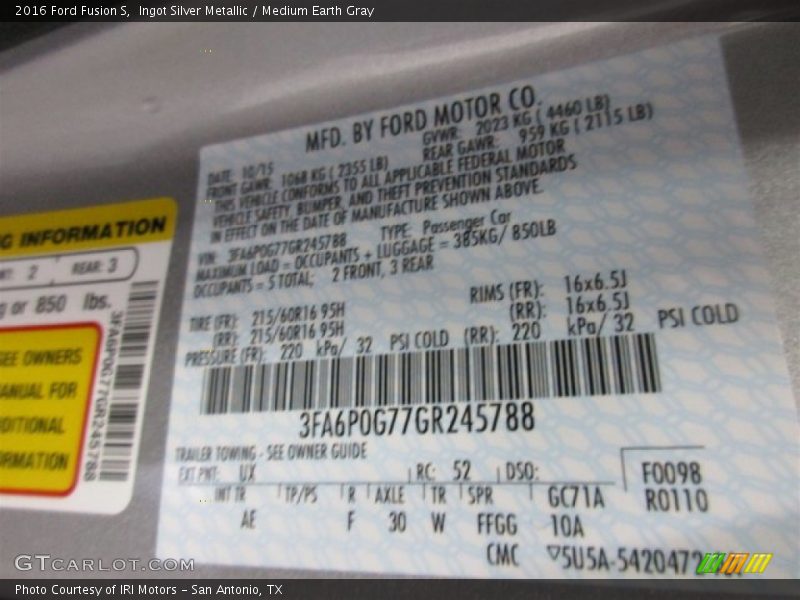 2016 Ford Fusion S,  Ingot Silver Metallic / Medium Earth Gray
MFD. BY FORD MOTOR CO.
DATE: 10/15 GVWR: 2023 KG ( 4460 LB)
FRONT GAWR: 1068 KG ( 2355 LB) REAR GAWR: 959 KG ( 2115 LB)
THIS VEHICLE CONFORMS TO ALL APPLICABLE FEDERAL MOTOR
VEHICLE SAFETY, BUMPER, AND THEFT PREVENTION STANDARDS
IN EFFECT ON THE DATE OF MANUFACTURE SHOWN ABOVE.
VIN: 3FA6P0G77GR245788 TYPE: Passenger Car
MAXIMUM LOAD = OCCUPANTS + LUGGAGE = 385KG/ 850LB
OCCUPANTS = 5 TOTAL; 2 FRONT, 3 REAR
TIRE (FR): 215/60R16 95H RIMS (FR): 16x6.5J
(RR): 215/60R16 95H (RR): 16x6.5J
PRESSURE (FR): 220 kPa/ 32 PSI COLD (RR): 220 kPa/ 32 PSI COLD
3FA6P0G77GR245788
TRAILER TOWING - SEE OWNER GUIDE
EXT PNT: UX RC: 52 DSO: F0098
INT TR TP/PS R AXLE TR SPR GC71A R0110
AE F 30 W FFGG 10A
CMC ▽5U5A-5420472
G INFORMATION
2 REAR: 3
or 850 lbs.
SEE OWNERS
ANUAL FOR
DITIONAL
ORMATION
3FA6P0G77GR245788
GTCarLot.com
Photo Courtesy of IRI Motors - San Antonio, TX